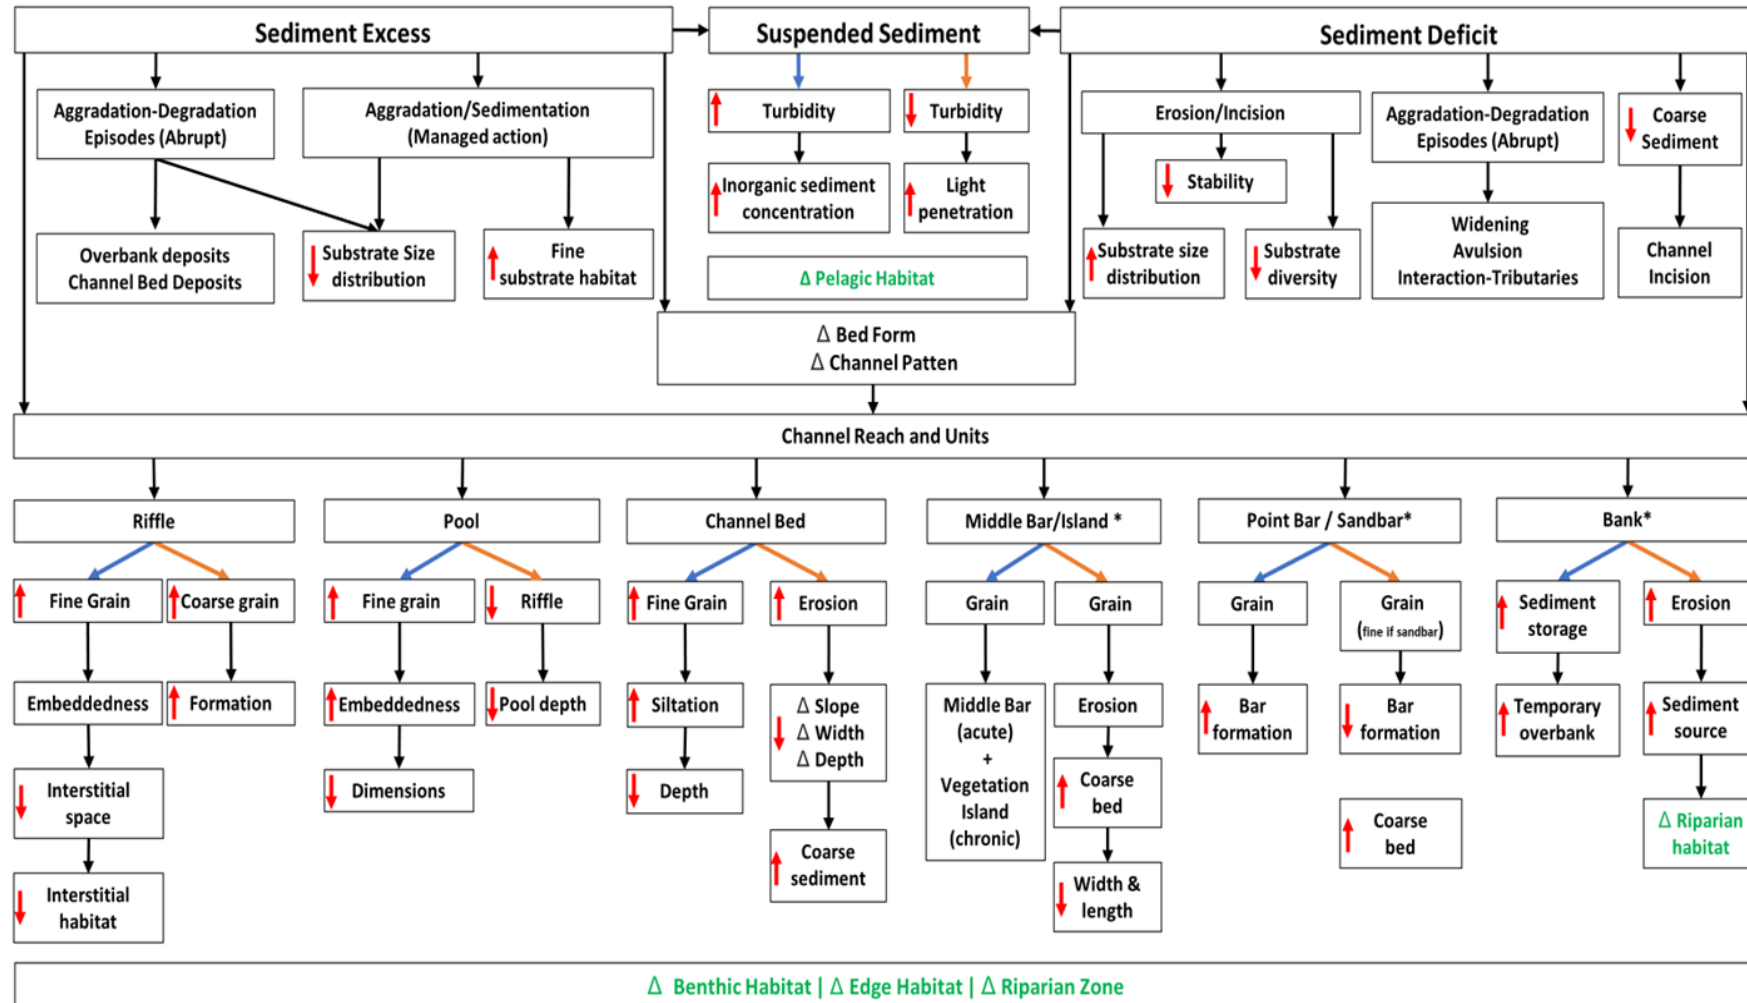 Sediment Excess
Suspended Sediment
Sediment Deficit
Aggradation-Degradation
Episodes (Abrupt)
Aggradation/Sedimentation
(Managed action)
Turbidity
Turbidity
Erosion/Incision
Aggradation-Degradation
Episodes (Abrupt)
Coarse
Sediment
Inorganic sediment
concentration
Light
penetration
Stability
Overbank deposits
Channel Bed Deposits
Substrate Size
distribution
Fine
substrate habitat
Δ Pelagic Habitat
Substrate size
distribution
Substrate
diversity
Widening
Avulsion
Interaction-Tributaries
Channel
Incision
Δ Bed Form
Δ Channel Patten
Channel Reach and Units
Riffle
Pool
Channel Bed
Middle Bar/Island *
Point Bar / Sandbar*
Bank*
Fine Grain
Coarse grain
Fine grain
Riffle
Fine Grain
Erosion
Grain
Grain
Grain
Grain
(fine if sandbar)
Sediment
storage
Erosion
Embeddedness
Formation
Embeddedness
Pool depth
Siltation
Δ Slope
Δ Width
Δ Depth
Middle Bar
(acute)
+
Vegetation
Island
(chronic)
Erosion
Bar
formation
Bar
formation
Temporary
overbank
Sediment
source
Interstitial
space
Dimensions
Depth
Coarse
bed
Coarse
bed
Δ Riparian
habitat
Coarse
sediment
Interstitial
habitat
Width &
length
Δ Benthic Habitat | Δ Edge Habitat | Δ Riparian Zone